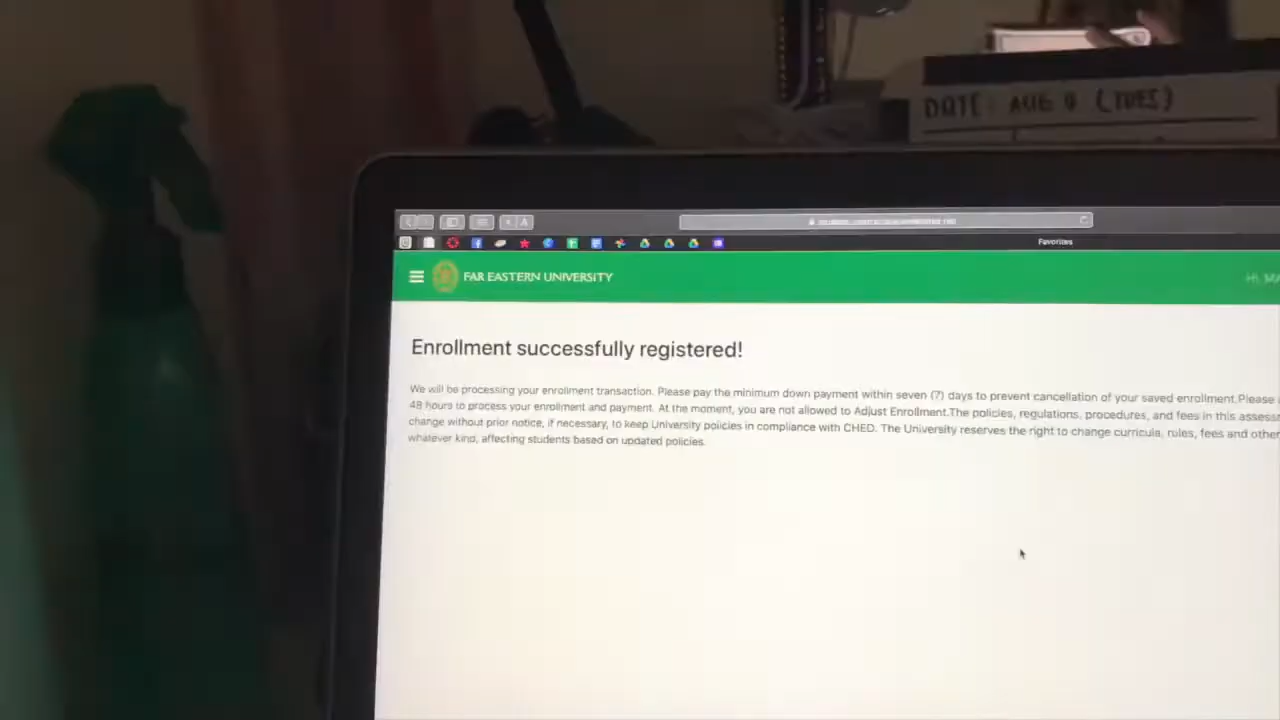 DATE: AUG 9 (TUES)
Favorites
FAR EASTERN UNIVERSITY
Enrollment successfully registered!
We will be processing your enrollment transaction. Please pay the minimum down payment within seven (7) days to prevent cancellation of your saved enrollment.Please
48 hours to process your enrollment and payment. At the moment, you are not allowed to Adjust Enrollment.The policies, regulations, procedures, and fees in this assess
change without prior notice, if necessary, to keep University policies in compliance with CHED. The University reserves the right to change curricula, rules, fees and other
whatever kind, affecting students based on updated policies.